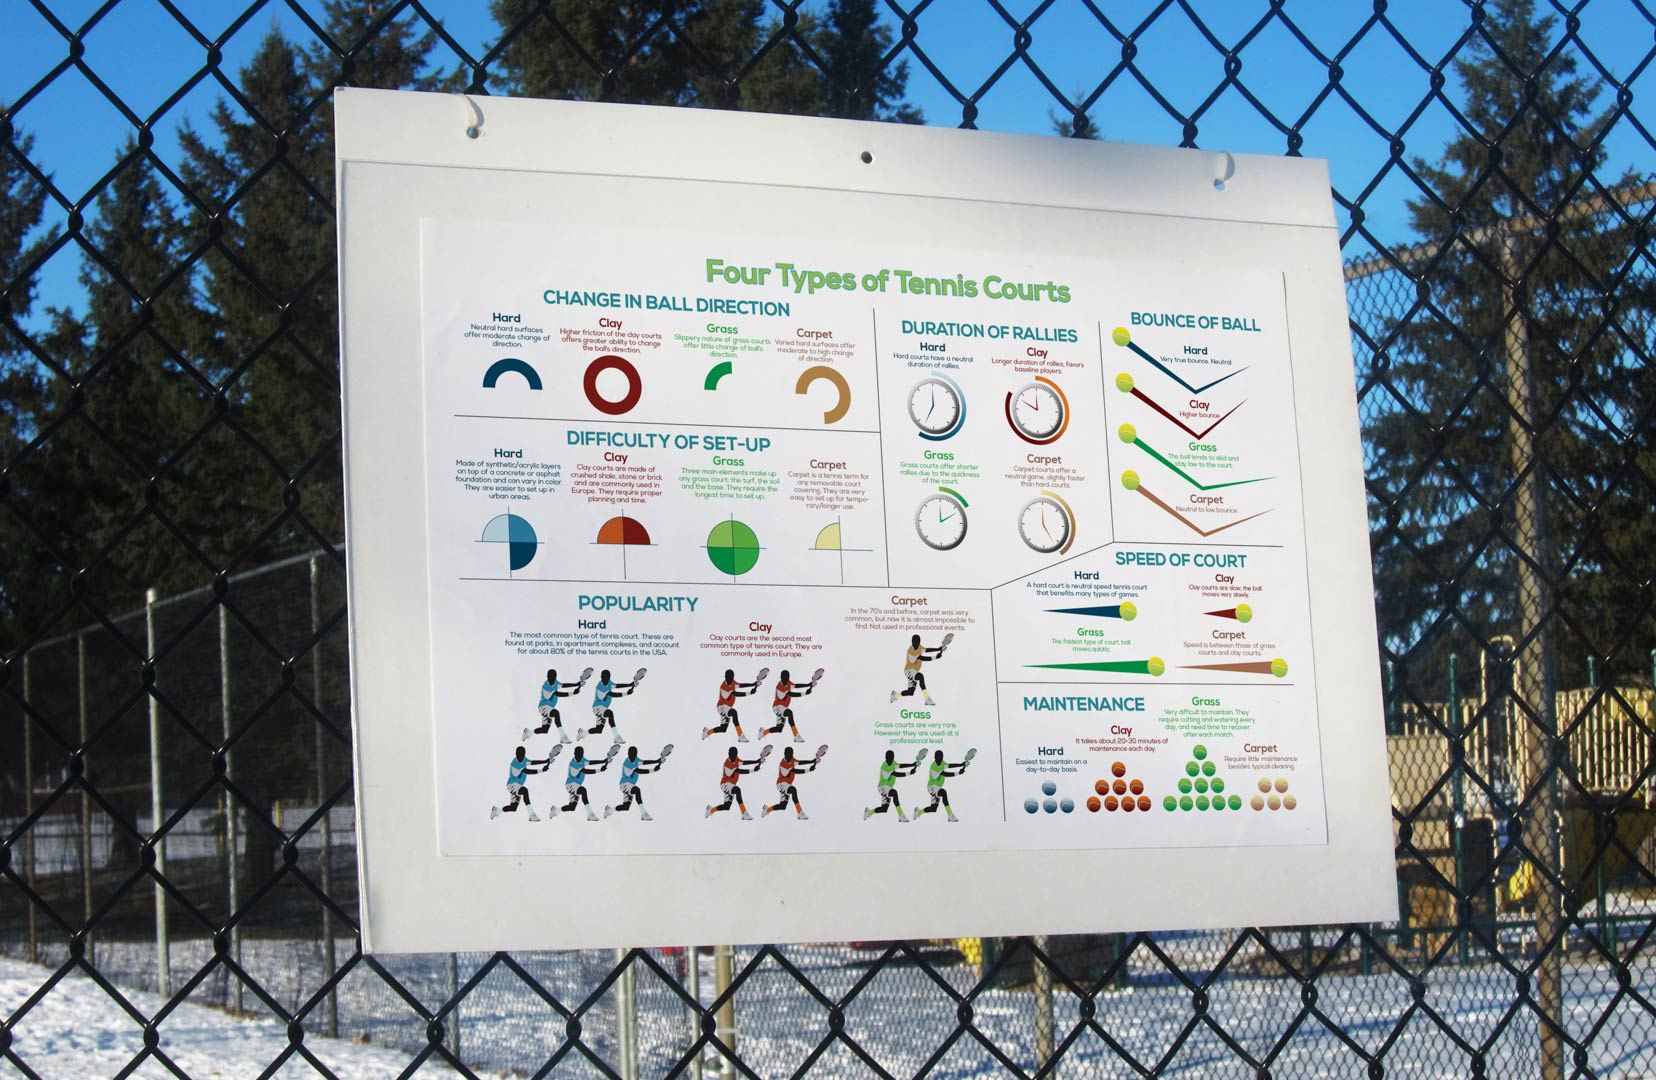 Four Types of Tennis Courts
CHANGE IN BALL DIRECTION
Hard
Neutral hard surfaces
offer moderate change of
direction.
Clay
Higher friction of the clay courts
offers greater ability to change
the ball's direction.
Grass
Slippery nature of grass courts
offer little change of ball's
direction.
Carpet
Varied hard surfaces offer
moderate to high change
of direction.
DIFFICULTY OF SET-UP
Hard
Made of synthetic/acrylic layers
on top of a concrete or asphalt
foundation and can vary in color.
They are easier to set up in
urban areas.
Clay
Clay courts are made of
crushed shale, stone or brick
and are commonly used in
Europe. They require proper
planning and time.
Grass
Three main elements make up
any grass court: the turf, the soil
and the base. They require the
longest time to set up.
Carpet
Carpet is a tennis term for
any removable court
covering. They are very
easy to set up for tempo-
rary/longer use.
DURATION OF RALLIES
Hard
Hard courts have a neutral
duration of rallies.
Clay
Longer duration of rallies, favors
baseline players.
Grass
Grass courts offer shorter
rallies due to the quickness
of the court.
Carpet
Carpet courts offer a
neutral game, slightly faster
than hard courts.
BOUNCE OF BALL
Hard
Very true bounce. Neutral.
Clay
Higher bounce.
Grass
The ball tends to skid and
stay low to the court.
Carpet
Neutral to low bounce.
POPULARITY
Hard
The most common type of tennis court. These are
found at parks, in apartment complexes, and account
for about 80% of the tennis courts in the USA.
Clay
Clay courts are the second most
common type of tennis court. They are
commonly used in Europe.
Carpet
In the 70's and before, carpet was very
common, but now it is almost impossible to
find. Not used in professional events.
Grass
Grass courts are very rare.
However they are used at a
professional level.
SPEED OF COURT
Hard
A hard court is neutral speed tennis court
that benefits many types of games.
Clay
Clay courts are slow, the ball
moves very slowly.
Grass
The fastest type of court, ball
moves quickly.
Carpet
Speed is between those of grass
courts and clay courts.
MAINTENANCE
Hard
Easiest to maintain on a
day-to-day basis.
Clay
It takes about 20-30 minutes of
maintenance each day.
Grass
Very difficult to maintain. They
require cutting and watering every
day, and need time to recover
after each match.
Carpet
Require little maintenance
besides typical cleaning.